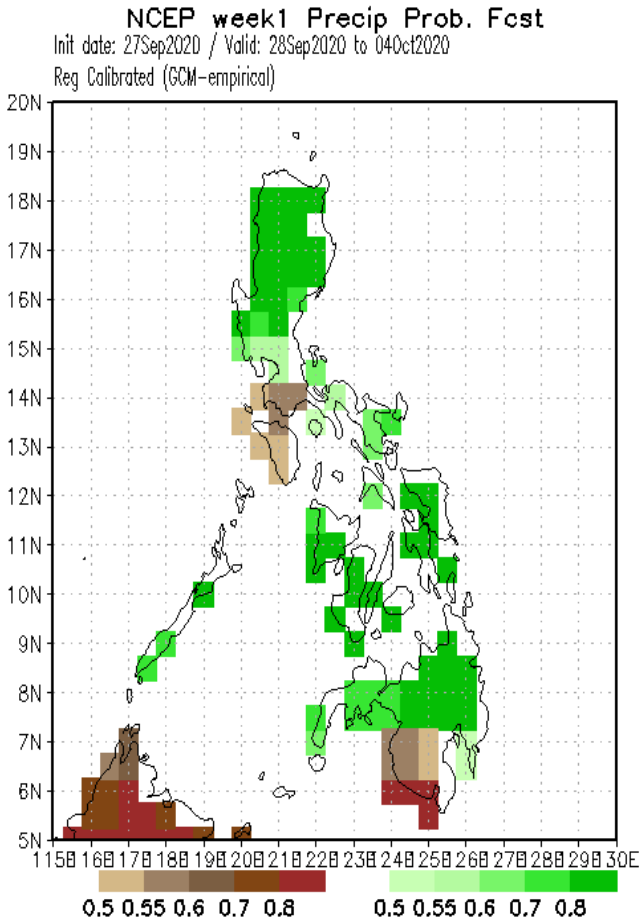 NCEP week1 Precip Prob. Fcst
Init date: 27Sep2020 / Valid: 28Sep2020 to 04Oct2020
Reg Calibrated (GCM-empirical)
20N
19N
18N
17N
16N
15N
14N
13N
12N
11N
10N
9N
8N
7N
6N
5N
115E 116E 117E 118E 119E 120E 121E 122E 123E 124E 125E 126E 127E 128E 129E 130E
0.5 0.55 0.6 0.7 0.8 0.5 0.55 0.6 0.7 0.8